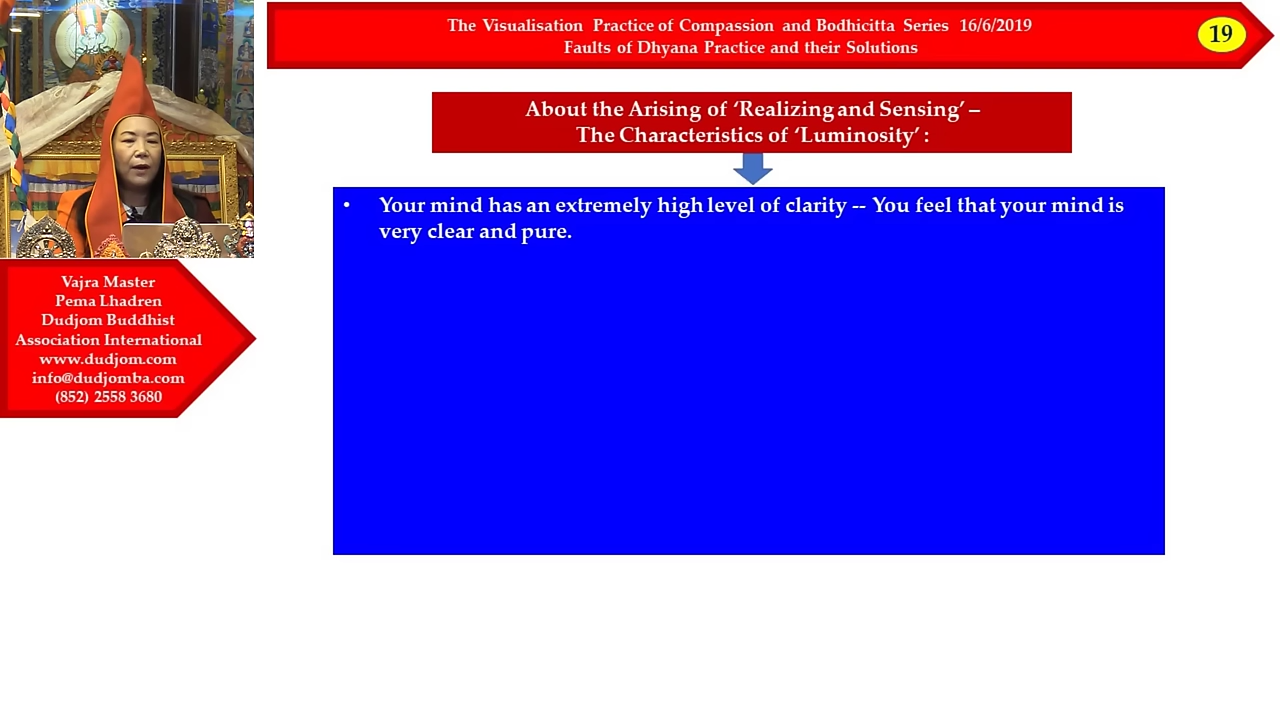 The Visualisation Practice of Compassion and Bodhicitta Series 16/6/2019
Faults of Dhyana Practice and their Solutions
19
About the Arising of ‘Realizing and Sensing’ –
The Characteristics of ‘Luminosity’ :
• Your mind has an extremely high level of clarity -- You feel that your mind is
very clear and pure.
Vajra Master
Pema Lhadren
Dudjom Buddhist
Association International
www.dudjom.com
info@dudjomba.com
(852) 2558 3680